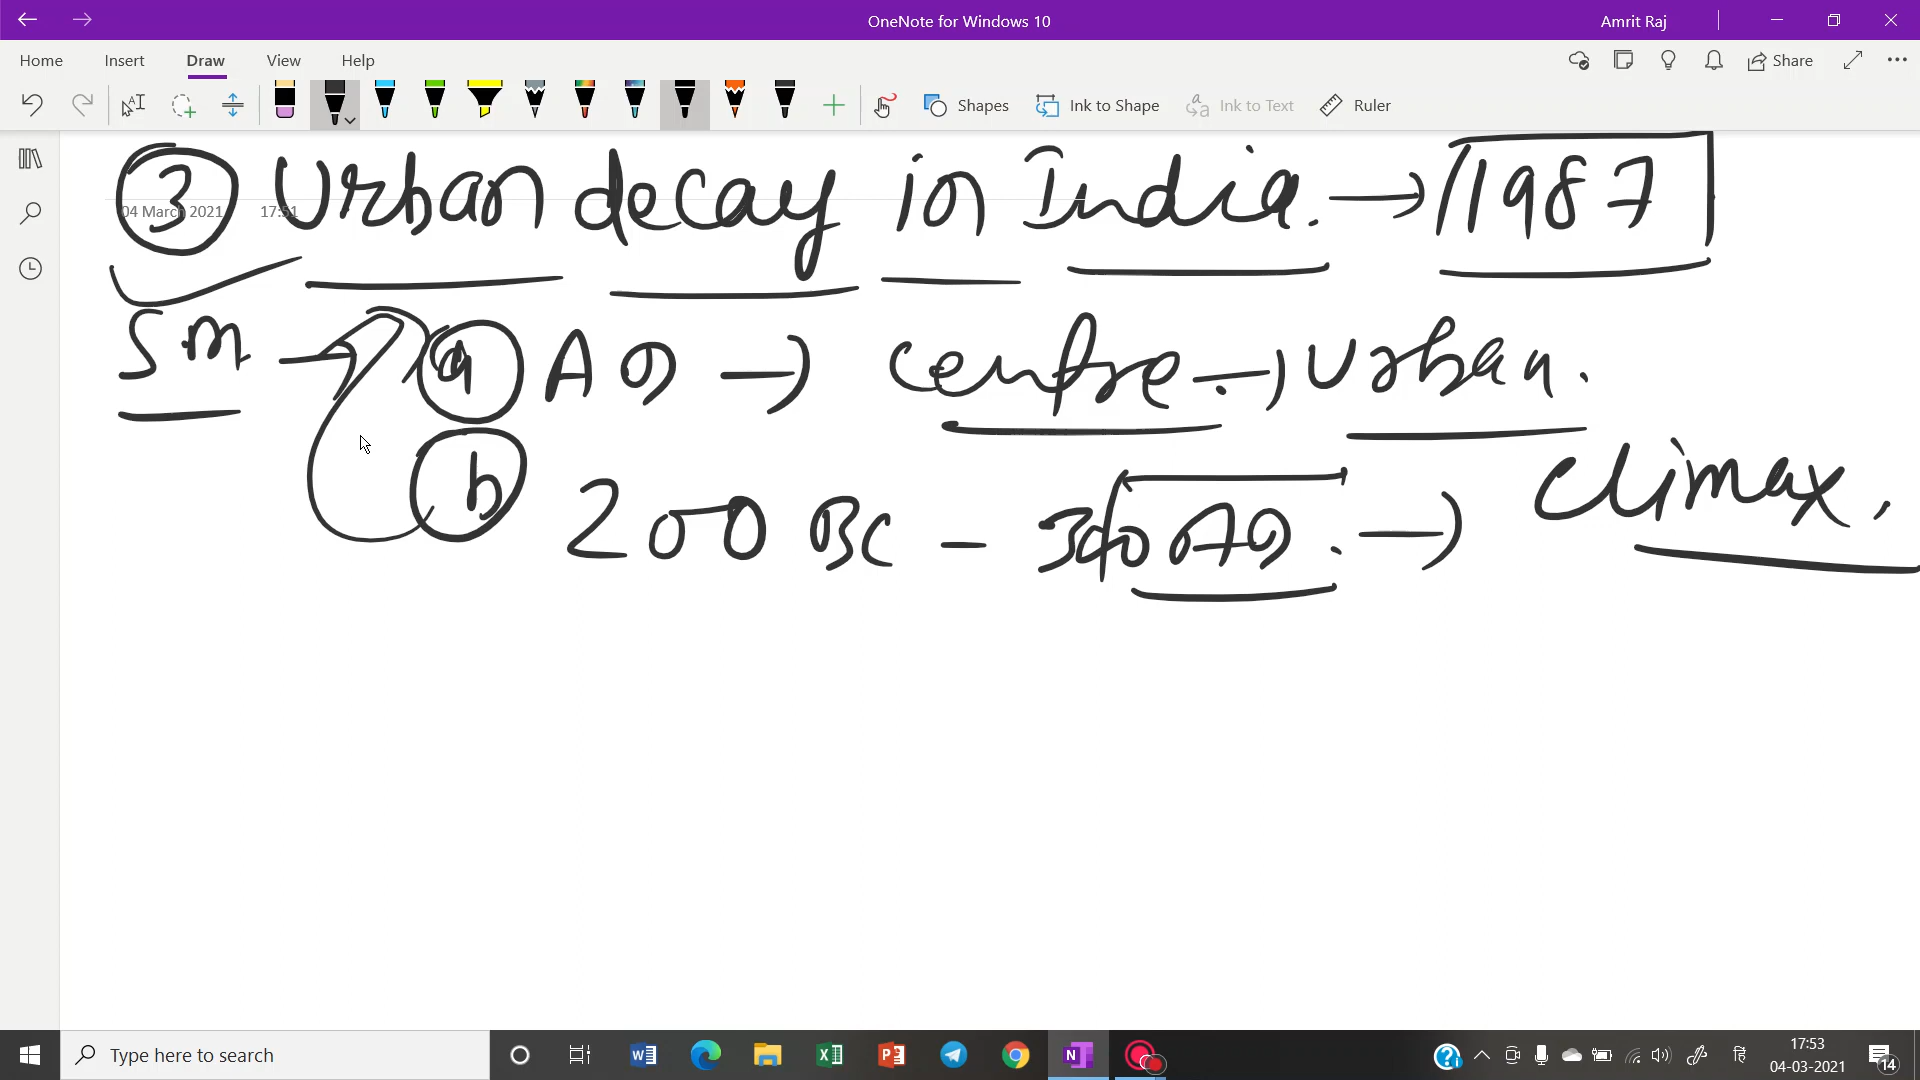 OneNote for Windows 10
Amrit Raj
Home Insert Draw View Help
Share
Shapes Ink to Shape Ink to Text Ruler
04 March 2021 17:51
③ Urban decay in India. → 1987
Sm → ⓐ AD → Centre. → Urban.
ⓑ 200 BC - 300 AD. → Climax.
Type here to search
17:53
04-03-2021
हि
14